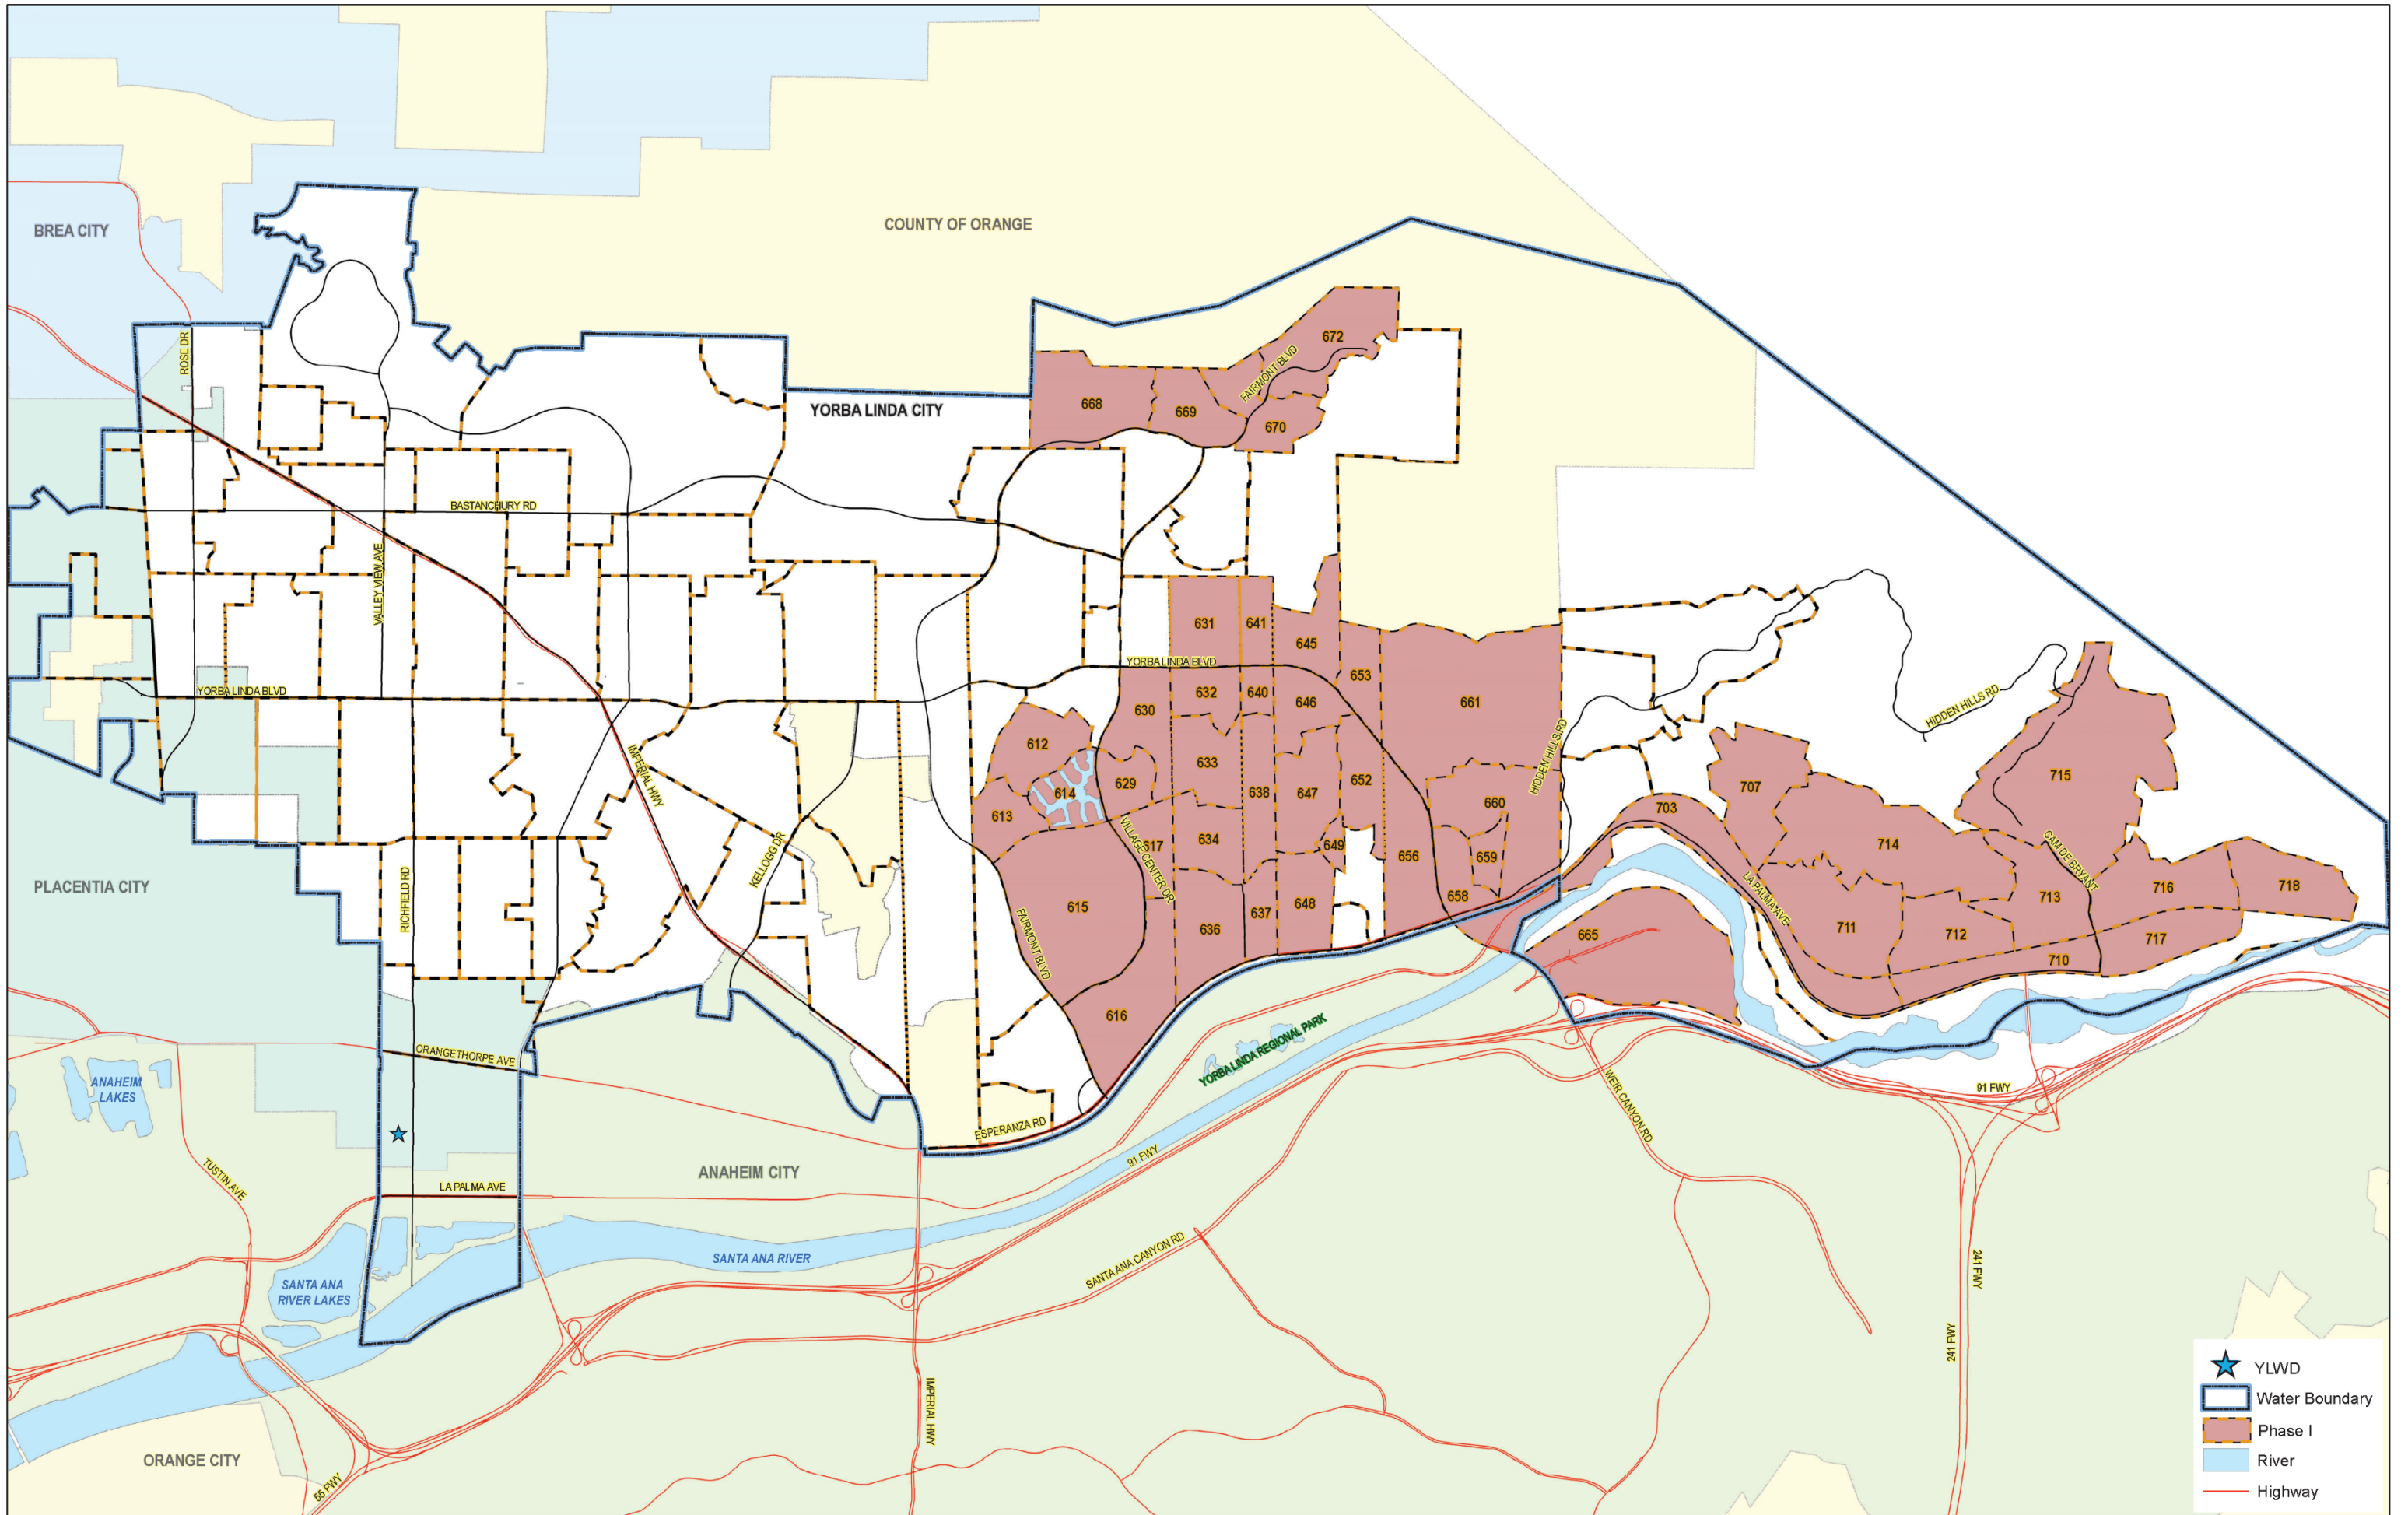 BREA CITY
COUNTY OF ORANGE
672
ROSE DR
FAIRMONT BLVD
668
669
670
YORBA LINDA CITY
BASTANCHURY RD
VALLEY VIEW AVE
631
641
645
YORBA LINDA BLVD
653
YORBA LINDA BLVD
632
640
646
661
630
HIDDEN HILLS RD
612
IMPERIAL HWY
633
HIDDEN HILLS RD
629
614
638
647
652
660
707
715
613
703
634
649
714
617
VILLAGE CENTER DR
656
659
KELLOGG DR
CAM DE BRYANT
PLACENTIA CITY
RICHFIELD RD
LA PALMA AVE
716
718
658
713
615
637
648
636
665
711
712
717
FAIRMONT BLVD
710
616
YORBA LINDA REGIONAL PARK
ORANGETHORPE AVE
ANAHEIM
LAKES
91 FWY
WEIR CANYON RD
ESPERANZA RD
91 FWY
ANAHEIM CITY
TUSTIN AVE
LA PALMA AVE
SANTA ANA RIVER
SANTA ANA CANYON RD
241 FWY
SANTA ANA
RIVER LAKES
241 FWY
IMPERIAL HWY
ORANGE CITY
55 FWY
YLWD
Water Boundary
Phase I
River
Highway